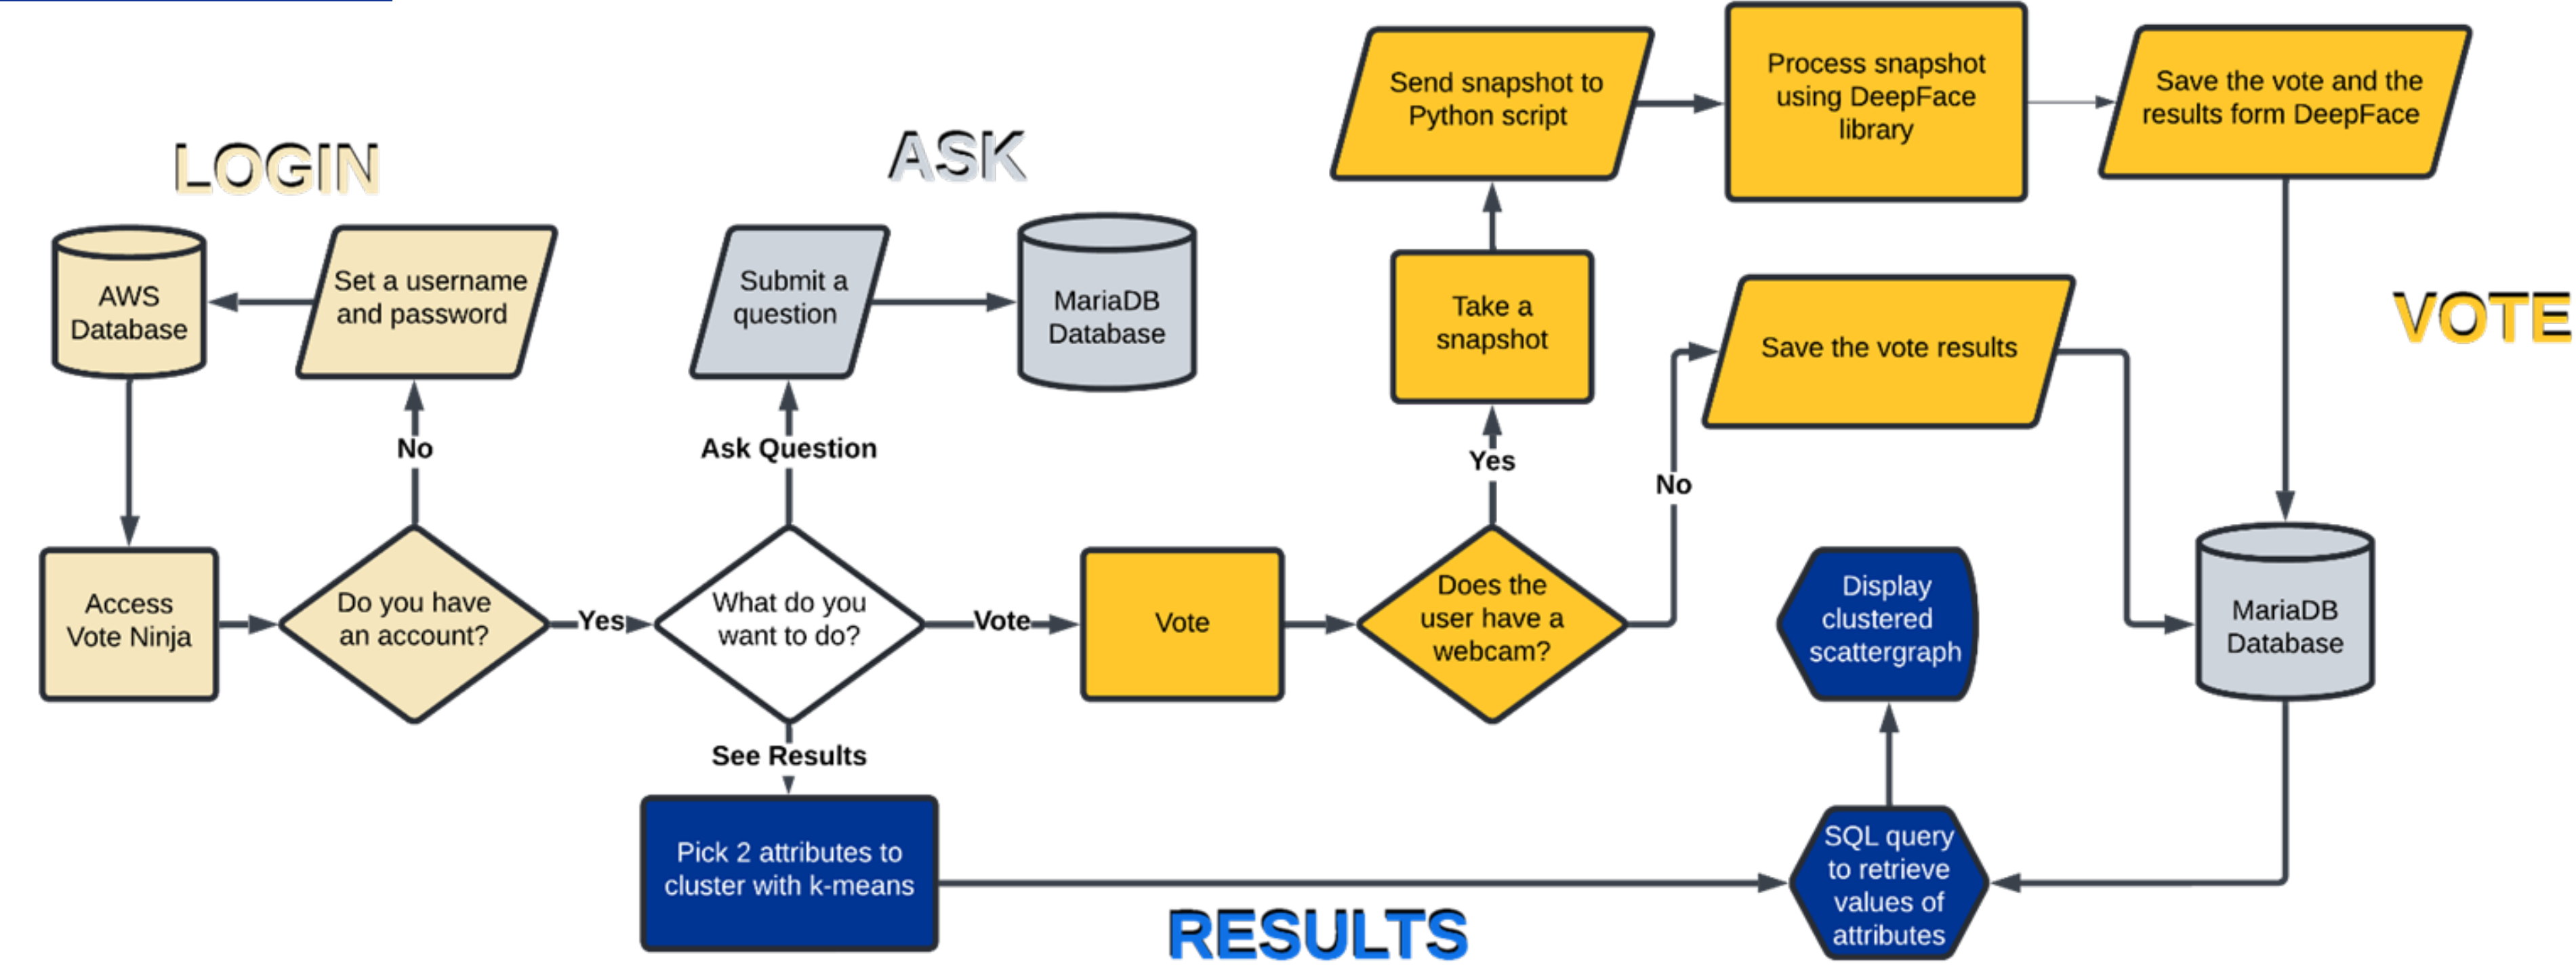 LOGIN
AWS
Database
Set a username
and password
No
Access
Vote Ninja
Do you have
an account?
Yes
ASK
Submit a
question
MariaDB
Database
Ask Question
What do you
want to do?
Vote
See Results
Pick 2 attributes to
cluster with k-means
RESULTS
Vote
Does the
user have a
webcam?
Yes
No
Take a
snapshot
Send snapshot to
Python script
Process snapshot
using DeepFace
library
Save the vote and the
results form DeepFace
Save the vote results
VOTE
MariaDB
Database
Display
clustered
scattergraph
SQL query
to retrieve
values of
attributes